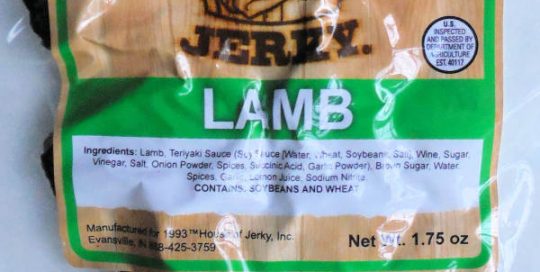 JERKY.
U.S.
INSPECTED
AND PASSED BY
DEPARTMENT OF
AGRICULTURE
EST. 40117
LAMB
Ingredients: Lamb, Teriyaki Sauce (Soy Sauce [Water, Wheat, Soybeans, Salt], Wine, Sugar,
Vinegar, Salt, Onion Powder, Spices, Succinic Acid, Garlic Powder), Brown Sugar, Water,
Spices, Garlic, Lemon Juice, Sodium Nitrite.
CONTAINS: SOYBEANS AND WHEAT
Manufactured for 1993™House of Jerky, Inc.
Evansville, IN 888-425-3759
Net Wt. 1.75 oz